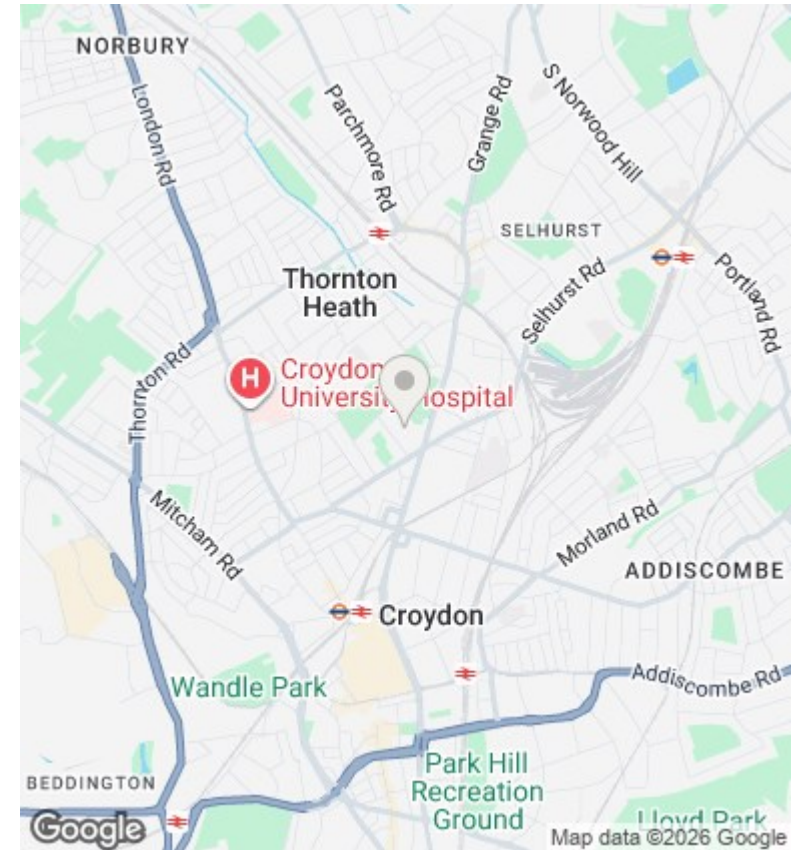 NORBURY
London Rd
Parchmore Rd
Grange Rd
S Norwood Hill
SELHURST
Thornton
Heath
Selhurst Rd
Portland Rd
Thornton Rd
H
Croydon
University Hospital
Mitcham Rd
Morland Rd
ADDISCOMBE
Croydon
Wandle Park
Addiscombe Rd
BEDDINGTON
Park Hill
Recreation
Ground
Lloyd Park
Google
Map data ©2026 Google